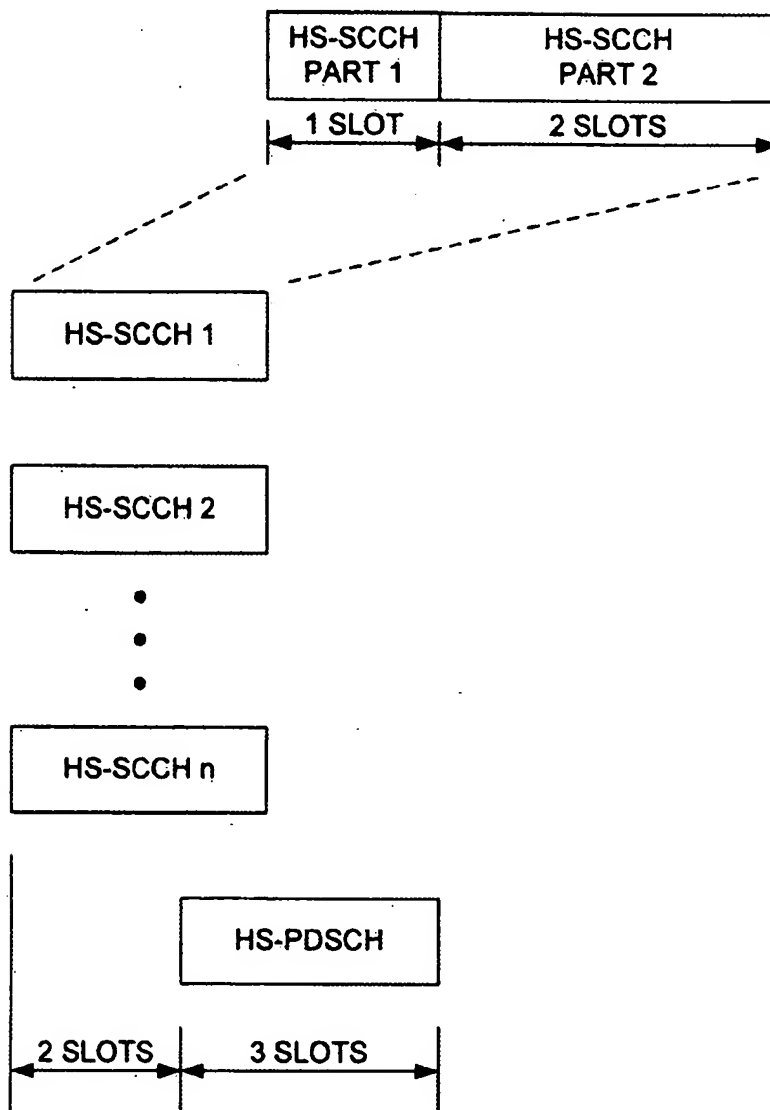 HS-SCCH
PART 1
HS-SCCH
PART 2
1 SLOT
2 SLOTS
HS-SCCH 1
HS-SCCH 2
HS-SCCH n
HS-PDSCH
2 SLOTS
3 SLOTS